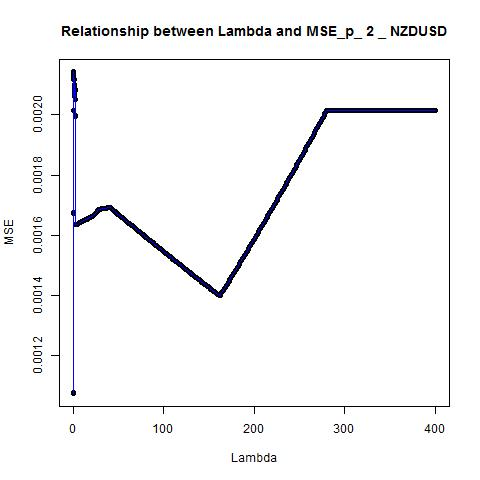 Relationship between Lambda and MSE_p_ 2 _ NZDUSD
MSE
0.0020
0.0018
0.0016
0.0014
0.0012
0 100 200 300 400
Lambda